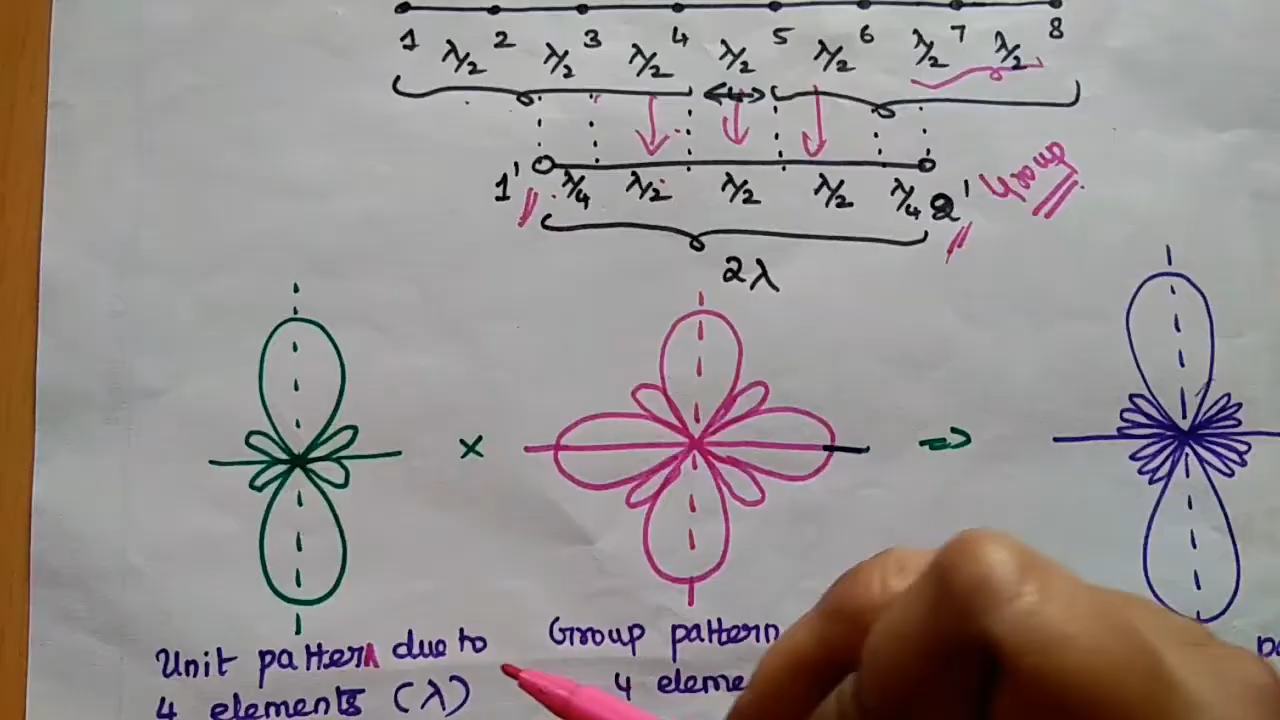 1 2 3 4 5 6 7 8
λ/2 λ/2 λ/2 λ/2 λ/2 λ/2 λ/2
1' λ/4 λ/2 λ/2 λ/2 λ/4 2' Group
2λ
× ⇒
Unit pattern due to
4 elements (λ)
Group pattern
4 eleme